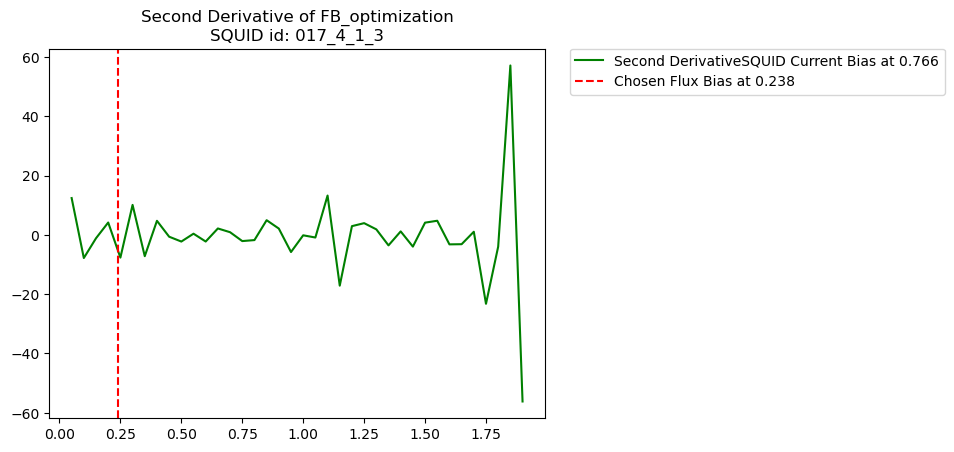 Second Derivative of FB_optimization
SQUID id: 017_4_1_3
Second DerivativeSQUID Current Bias at 0.766
Chosen Flux Bias at 0.238
60
40
20
0
−20
−40
−60
0.00 0.25 0.50 0.75 1.00 1.25 1.50 1.75